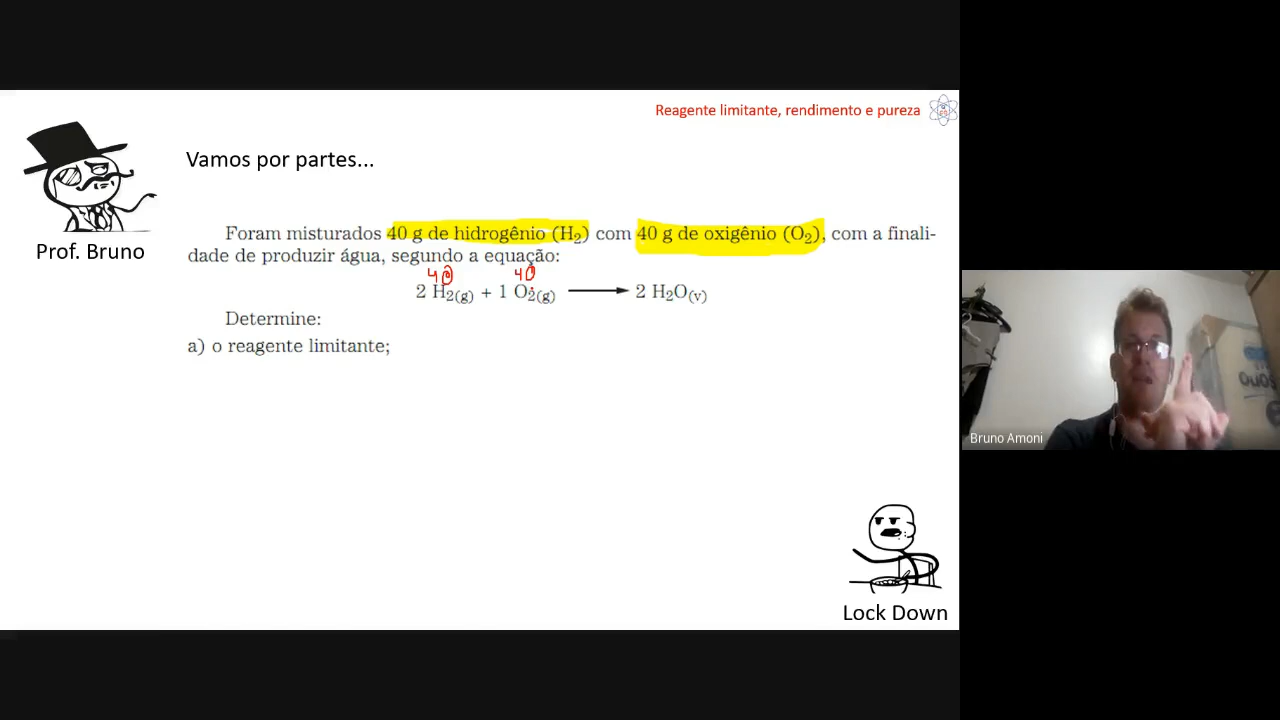 Reagente limitante, rendimento e pureza
Vamos por partes...
Prof. Bruno
Foram misturados 40 g de hidrogênio (H₂) com 40 g de oxigênio (O₂), com a finali-
dade de produzir água, segundo a equação:
40 40
2 H₂(g) + 1 O₂(g) ⟶ 2 H₂O(v)
Determine:
a) o reagente limitante;
Bruno Amoni
Lock Down